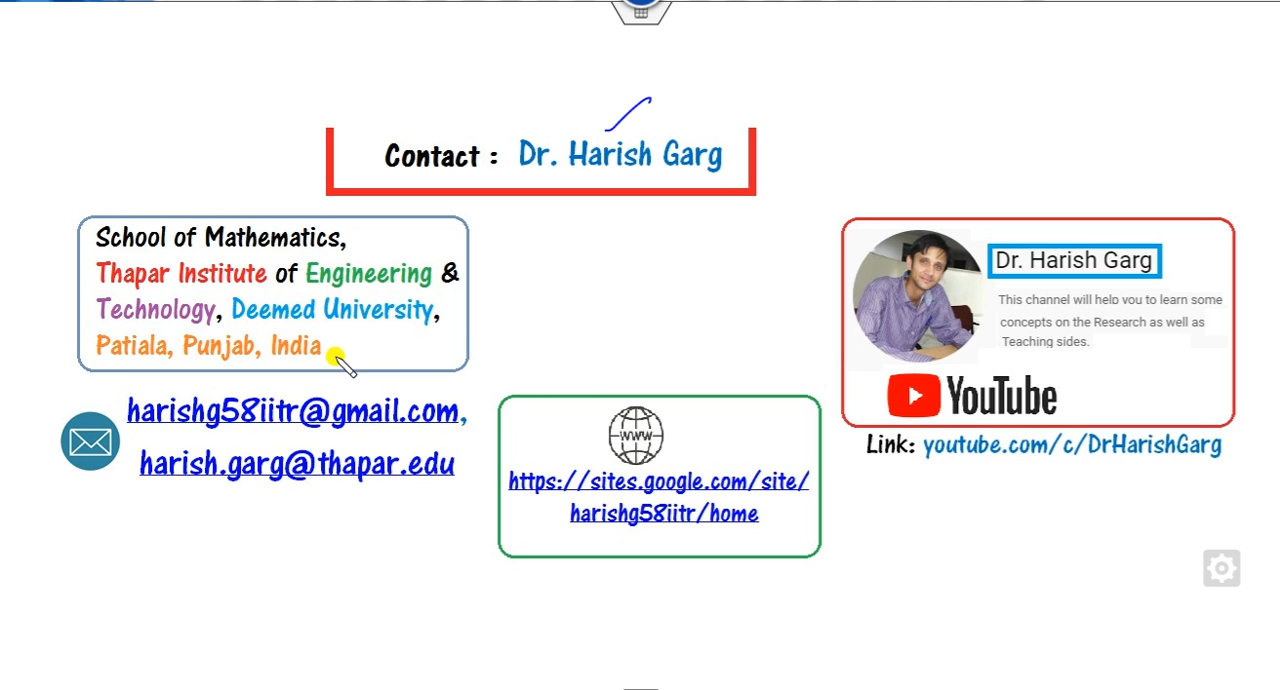 Contact : Dr. Harish Garg
School of Mathematics,
Thapar Institute of Engineering &
Technology, Deemed University,
Patiala, Punjab, India
harishg58iitr@gmail.com,
harish.garg@thapar.edu
WWW
https://sites.google.com/site/
harishg58iitr/home
Dr. Harish Garg
This channel will help you to learn some
concepts on the Research as well as
Teaching sides.
YouTube
Link: youtube.com/c/DrHarishGarg